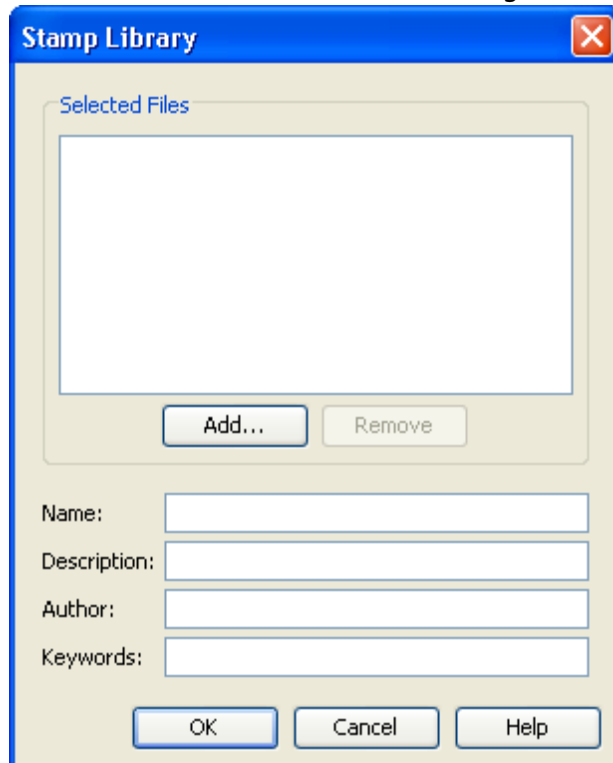 Stamp Library
Selected Files
Add... Remove
Name:
Description:
Author:
Keywords:
OK Cancel Help